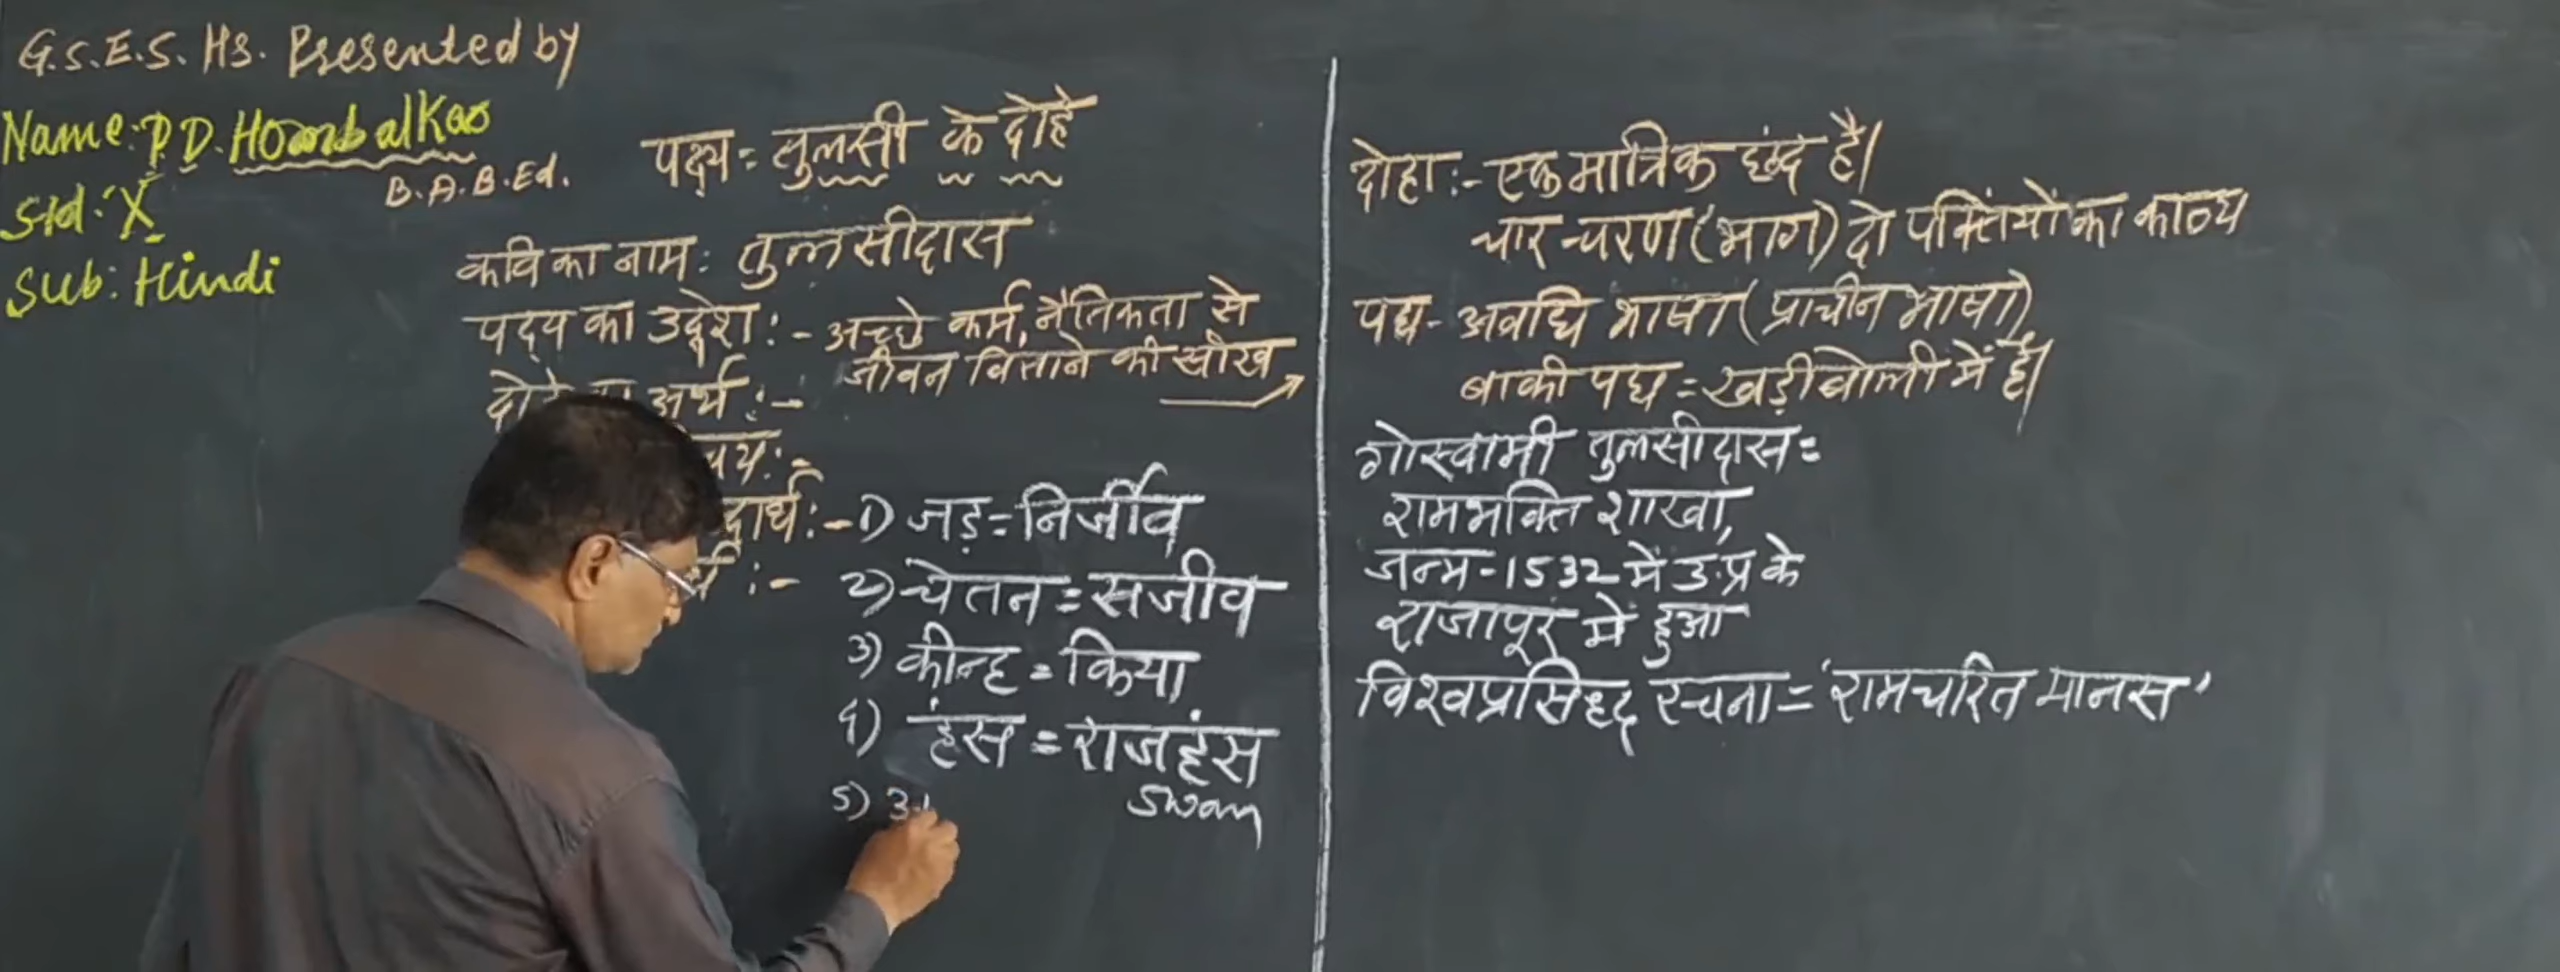 G.S.E.S. Hs. Presented by
Name: P.D. Hombalkar
B.A.B.Ed.
Std: X
Sub: Hindi
पद्य = तुलसी के दोहे
कवि का नाम: तुलसीदास
पद्य का उद्देश :- अच्छे कर्म, नैतिकता से
जीवन बिताने की सीख
अर्थ :-
:-
:- 1) जड़ = निर्जीव
:-
2) चेतन = सजीव
3) कीन्ह = किया
4) हंस = राजहंस
swan
5)
दोहा :- एक मात्रिक छंद है।
चार चरण (भाग) दो पंक्तियों का काव्य
पद्य - अवधि भाषा (प्राचीन भाषा)
बाकी पद्य = खड़ीबोली में है।
गोस्वामी तुलसीदास =
रामभक्ति शाखा,
जन्म - 1532 में उ.प्र के
राजापूर में हुआ
विश्वप्रसिद्द रचना = 'रामचरित मानस'